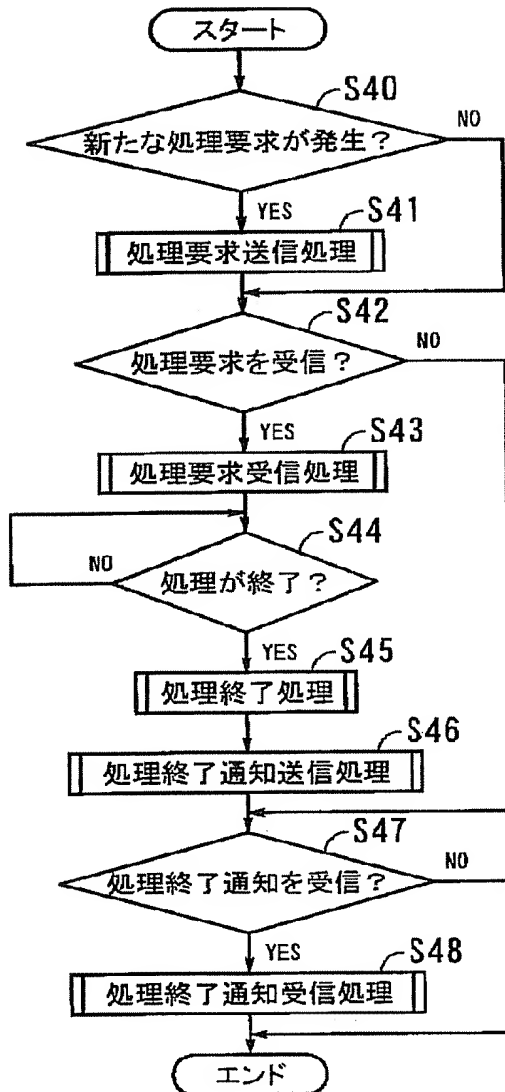 スタート
S40
新たな処理要求が発生?
NO
YES
S41
処理要求送信処理
S42
処理要求を受信?
NO
YES
S43
処理要求受信処理
S44
処理が終了?
NO
YES
S45
処理終了処理
S46
処理終了通知送信処理
S47
処理終了通知を受信?
NO
YES
S48
処理終了通知受信処理
エンド